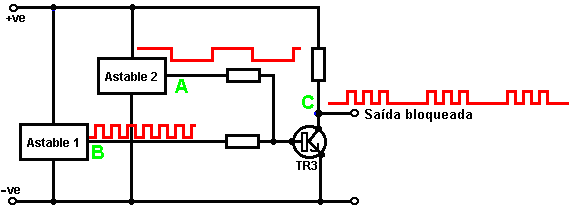 +ve
Astable 2
A
C
Saída bloqueada
Astable 1
B
TR3
-ve